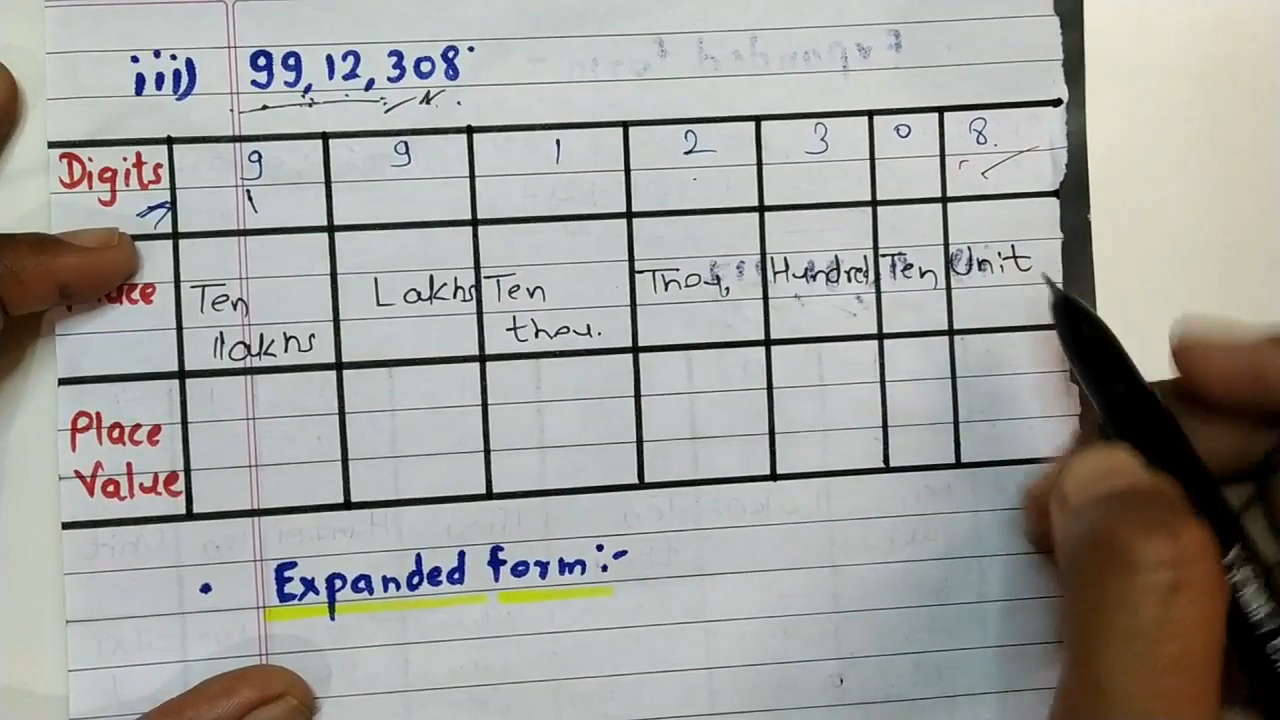 iii) 99,12,308
Digits 9 9 1 2 3 0 8
Place Ten Lakhs Ten Thou, Hundred Ten Unit
llakhs thou.
Place
Value
• Expanded form:-